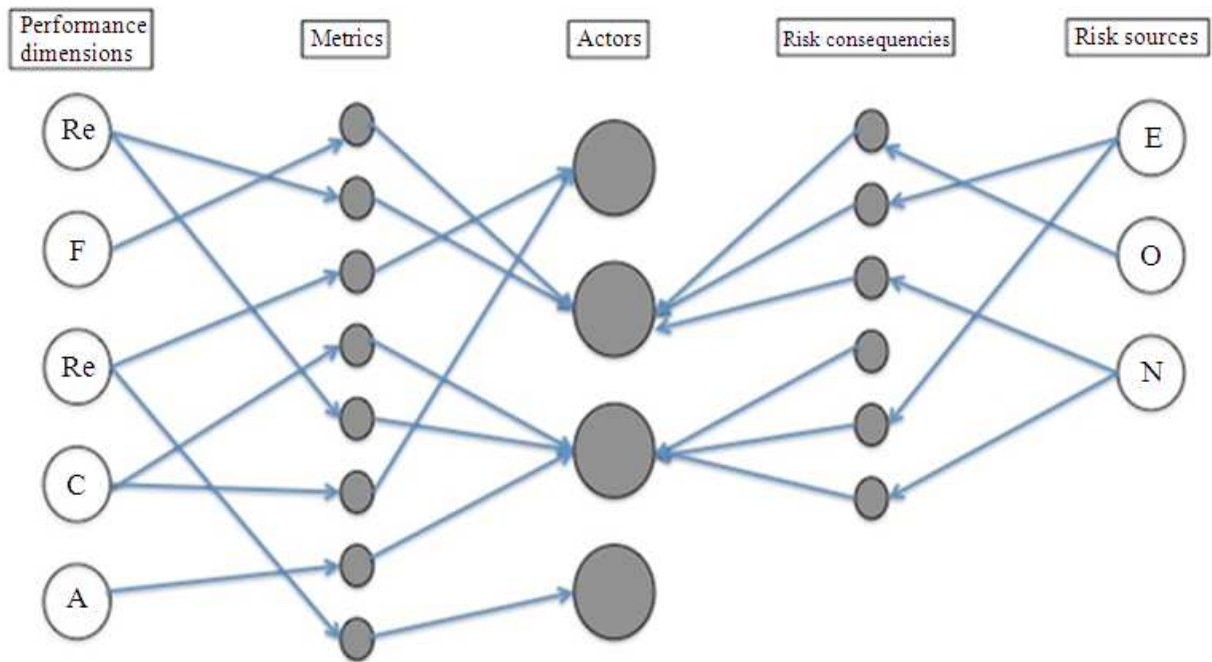 Performance
dimensions
Metrics
Actors
Risk consequencies
Risk sources
Re
F
Re
C
A
E
O
N